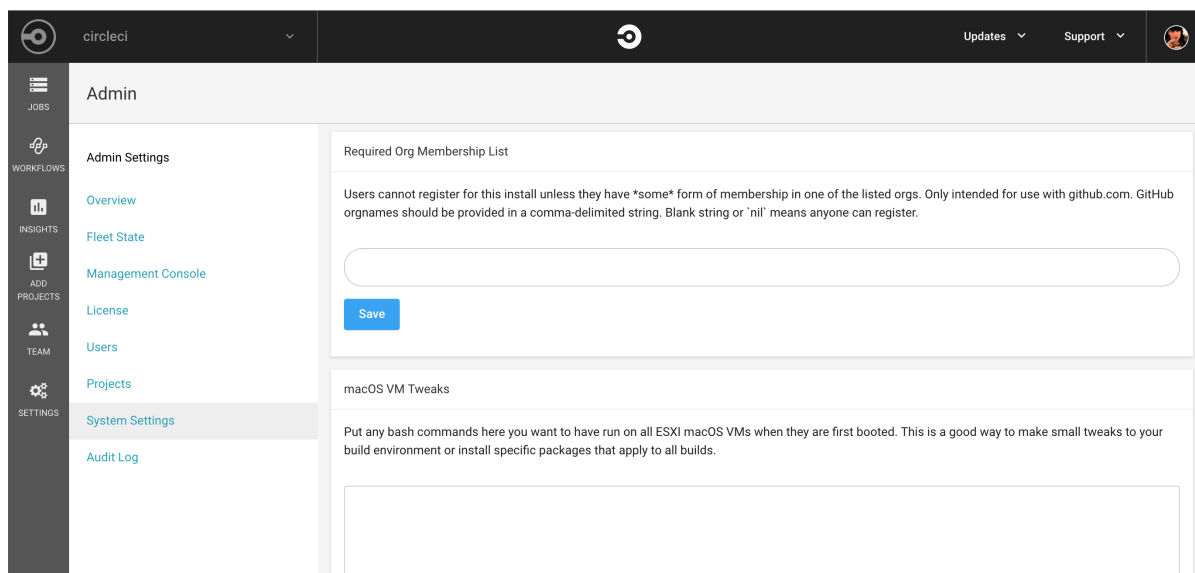 circleci
Updates
Support
JOBS
WORKFLOWS
INSIGHTS
ADD
PROJECTS
TEAM
SETTINGS
Admin
Admin Settings
Overview
Fleet State
Management Console
License
Users
Projects
System Settings
Audit Log
Required Org Membership List
Users cannot register for this install unless they have *some* form of membership in one of the listed orgs. Only intended for use with github.com. GitHub
orgnames should be provided in a comma-delimited string. Blank string or `nil` means anyone can register.
Save
macOS VM Tweaks
Put any bash commands here you want to have run on all ESXI macOS VMs when they are first booted. This is a good way to make small tweaks to your
build environment or install specific packages that apply to all builds.